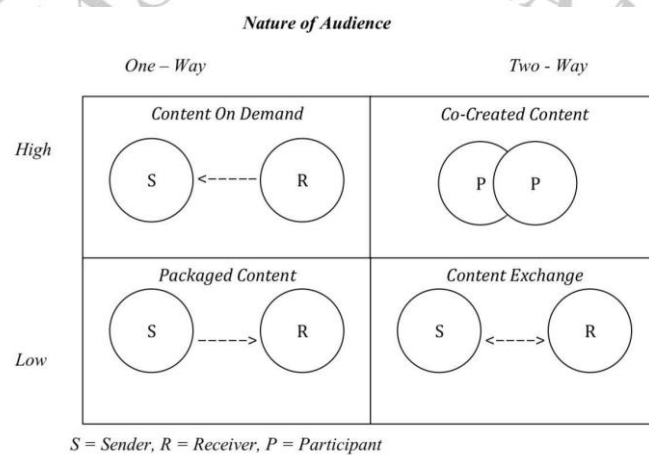 Nature of Audience
One – Way Two - Way
High
Content On Demand Co-Created Content
S <----- R P P
Packaged Content Content Exchange
S -----> R S <----> R
Low
S = Sender, R = Receiver, P = Participant